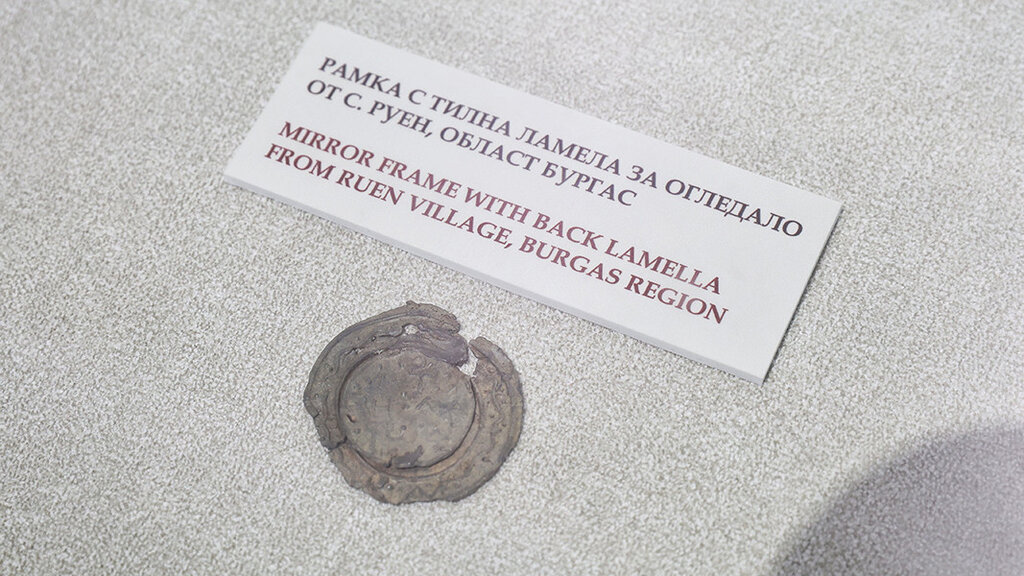 РАМКА С ТИЛНА ЛАМЕЛА ЗА ОГЛЕДАЛО
ОТ С. РУЕН, ОБЛАСТ БУРГАС
MIRROR FRAME WITH BACK LAMELLA
FROM RUEN VILLAGE, BURGAS REGION